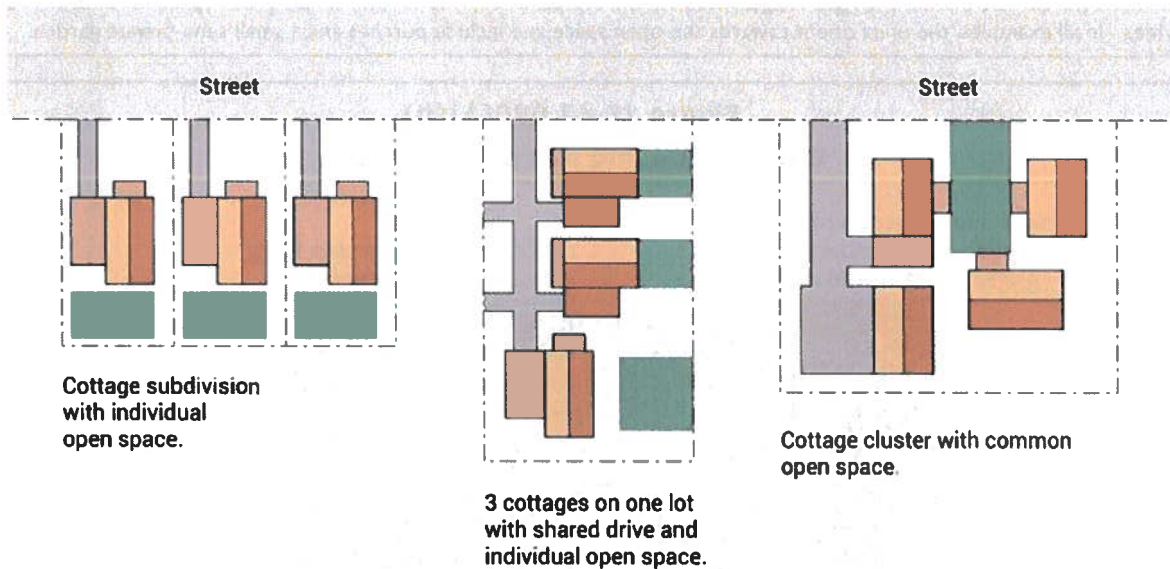 Street
Street
Cottage subdivision
with individual
open space.
3 cottages on one lot
with shared drive and
individual open space.
Cottage cluster with common
open space.